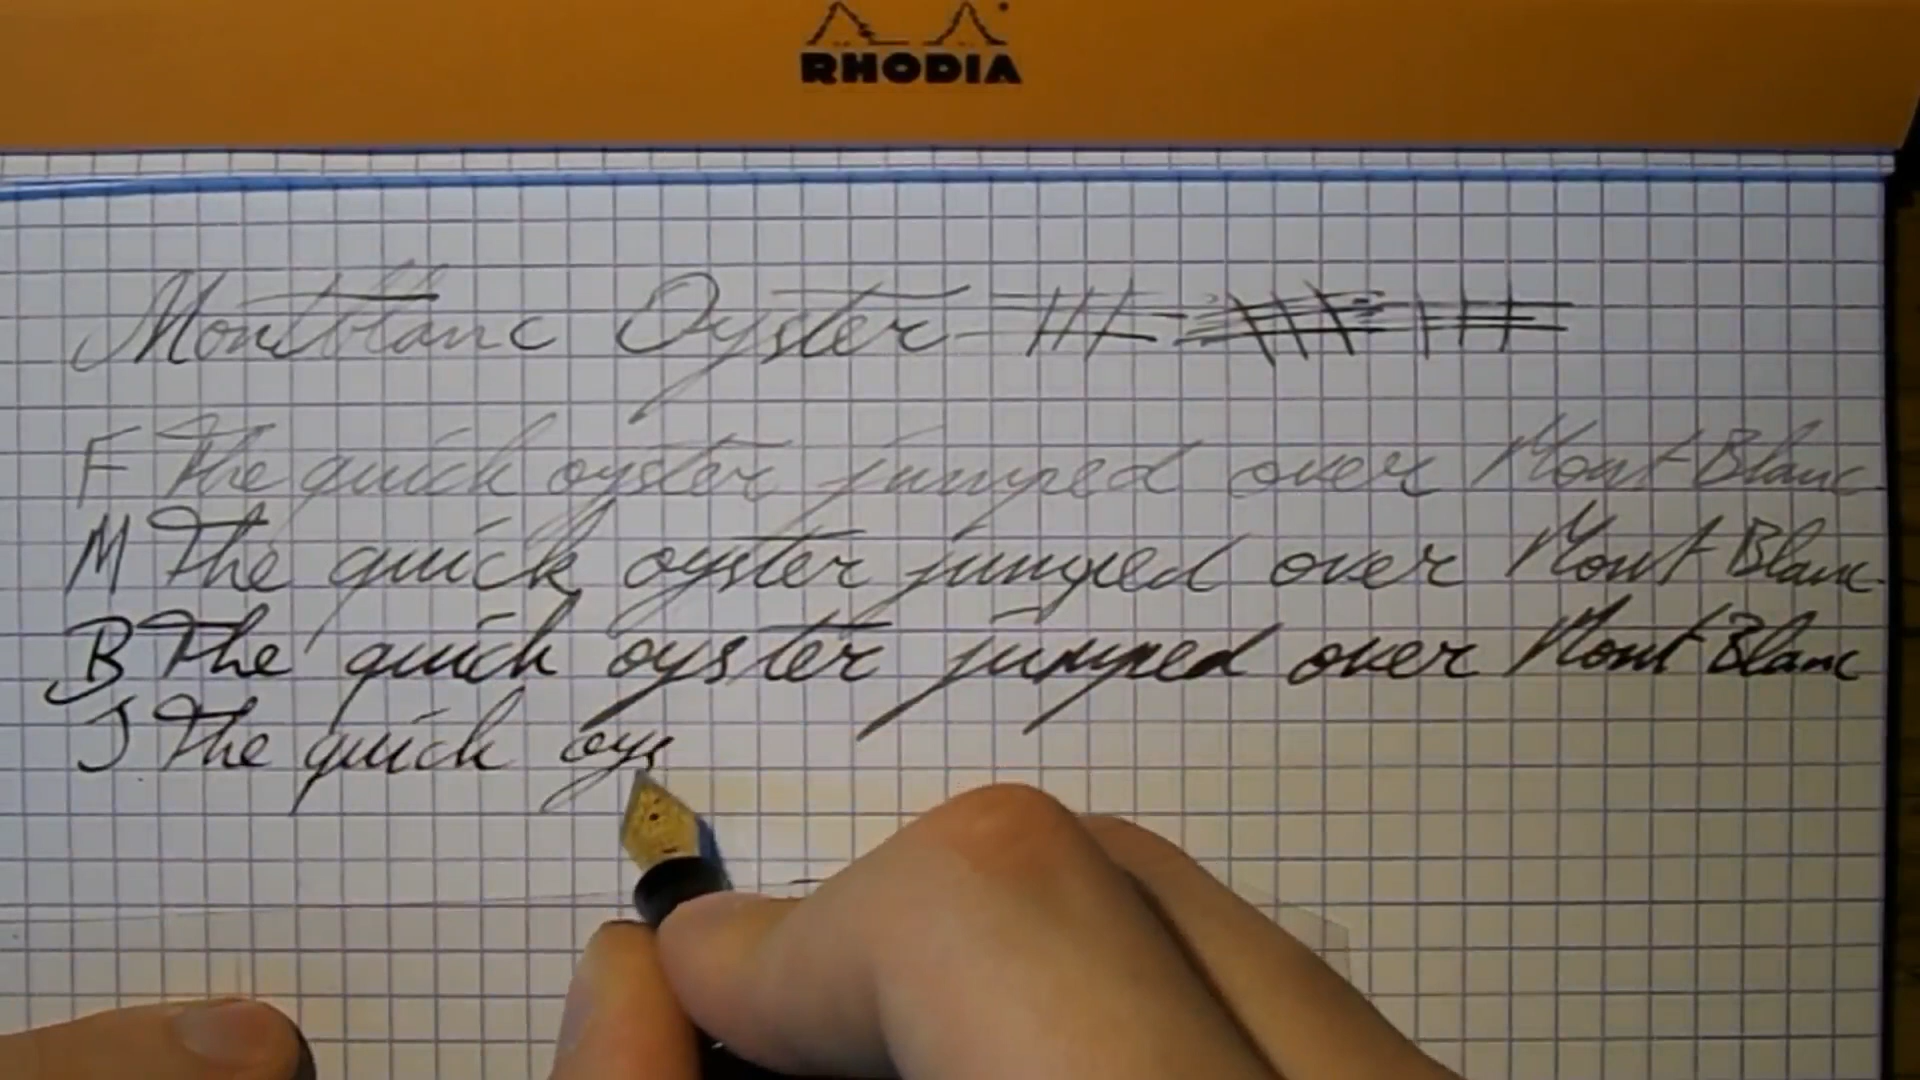 RHODIA
Montblanc Oyster
F The quick oyster jumped over Mont Blanc
M The quick oyster jumped over Mont Blanc
B The quick oyster jumped over Mont Blanc
J The quick oys